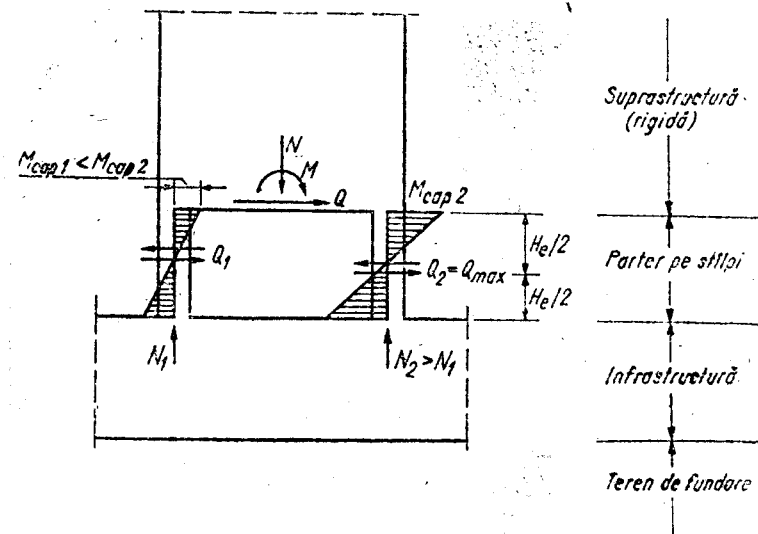 Suprastructură
(rigidă)
N
M
Mcap 1 < Mcap 2
Q
Mcap 2
He/2
Parter pe stîlpi
Q1
Q2 = Qmax
He/2
N1
N2 > N1
Infrastructură
Teren de fundare